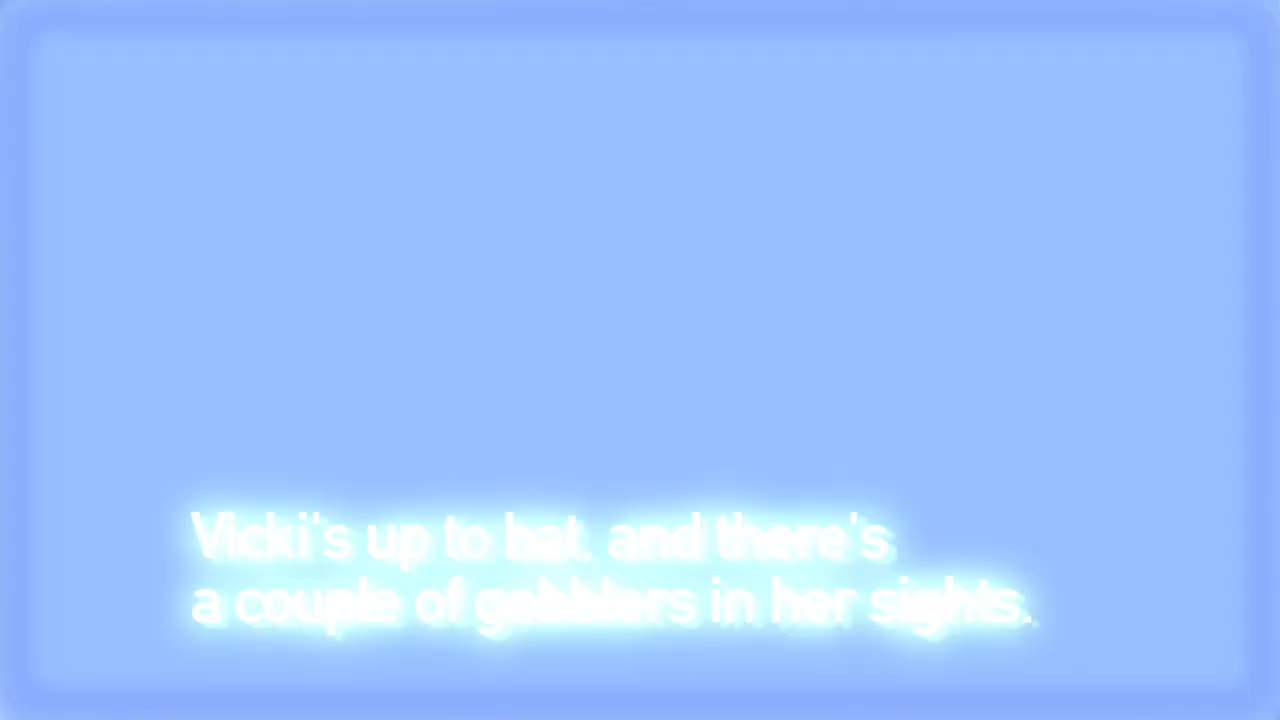 Vicki's up to bat, and there's
a couple of gobblers in her sights.